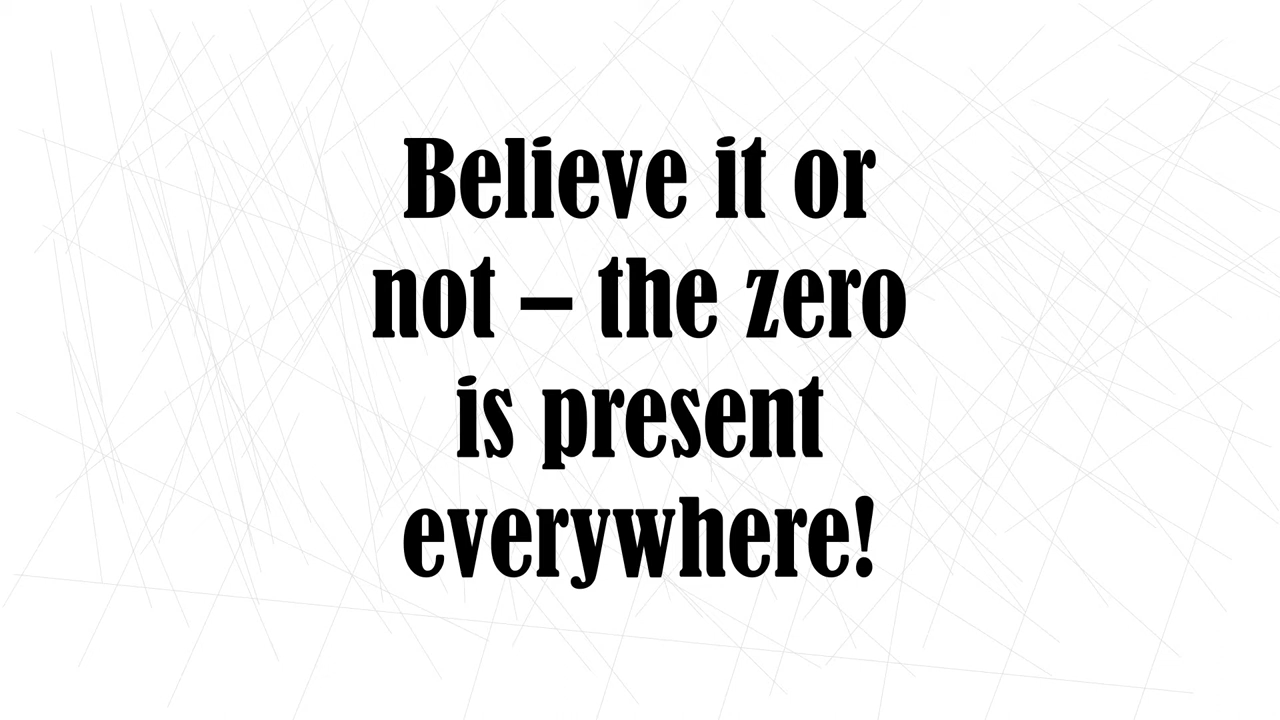 Believe it or
not – the zero
is present
everywhere!